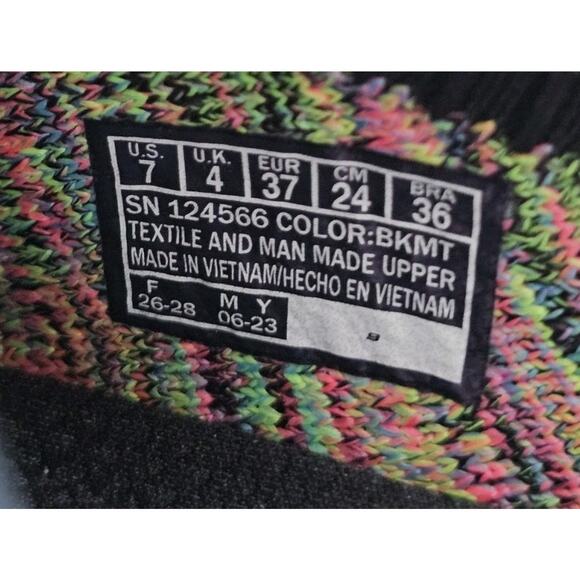 U.S. U.K. EUR CM BRA
7 4 37 24 36
SN 124566 COLOR:BKMT
TEXTILE AND MAN MADE UPPER
MADE IN VIETNAM/HECHO EN VIETNAM
F M Y
26-28 06-23